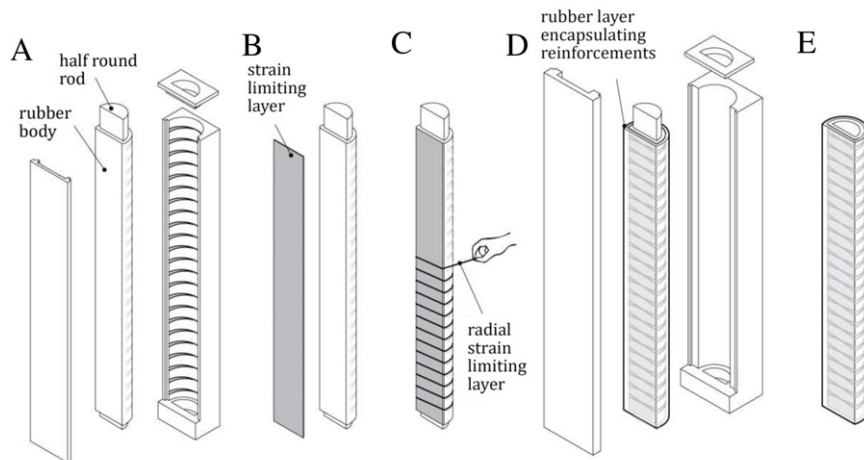 A
half round
rod
rubber
body
B
strain
limiting
layer
C
radial
strain
limiting
layer
D
rubber layer
encapsulating
reinforcements
E